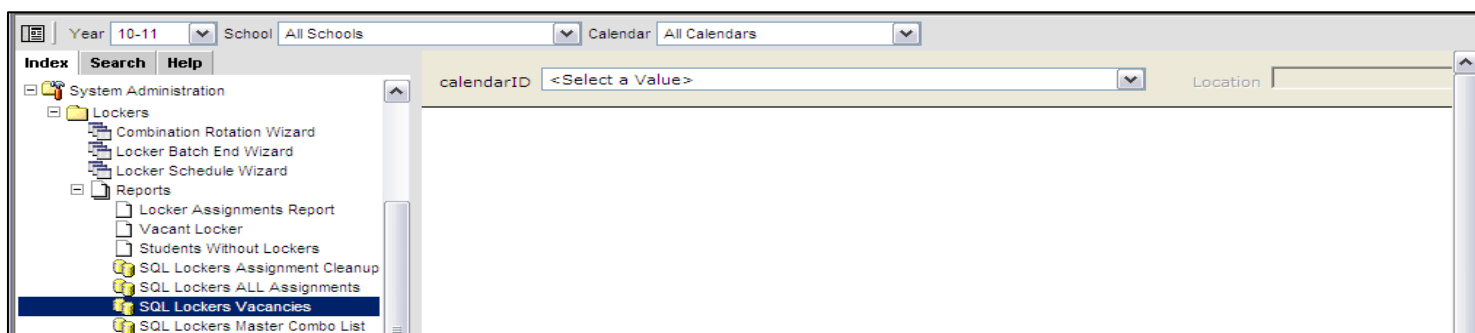 Year 10-11 School All Schools Calendar All Calendars
Index Search Help
calendarID <Select a Value> Location
System Administration
Lockers
Combination Rotation Wizard
Locker Batch End Wizard
Locker Schedule Wizard
Reports
Locker Assignments Report
Vacant Locker
Students Without Lockers
SQL Lockers Assignment Cleanup
SQL Lockers ALL Assignments
SQL Lockers Vacancies
SQL Lockers Master Combo List